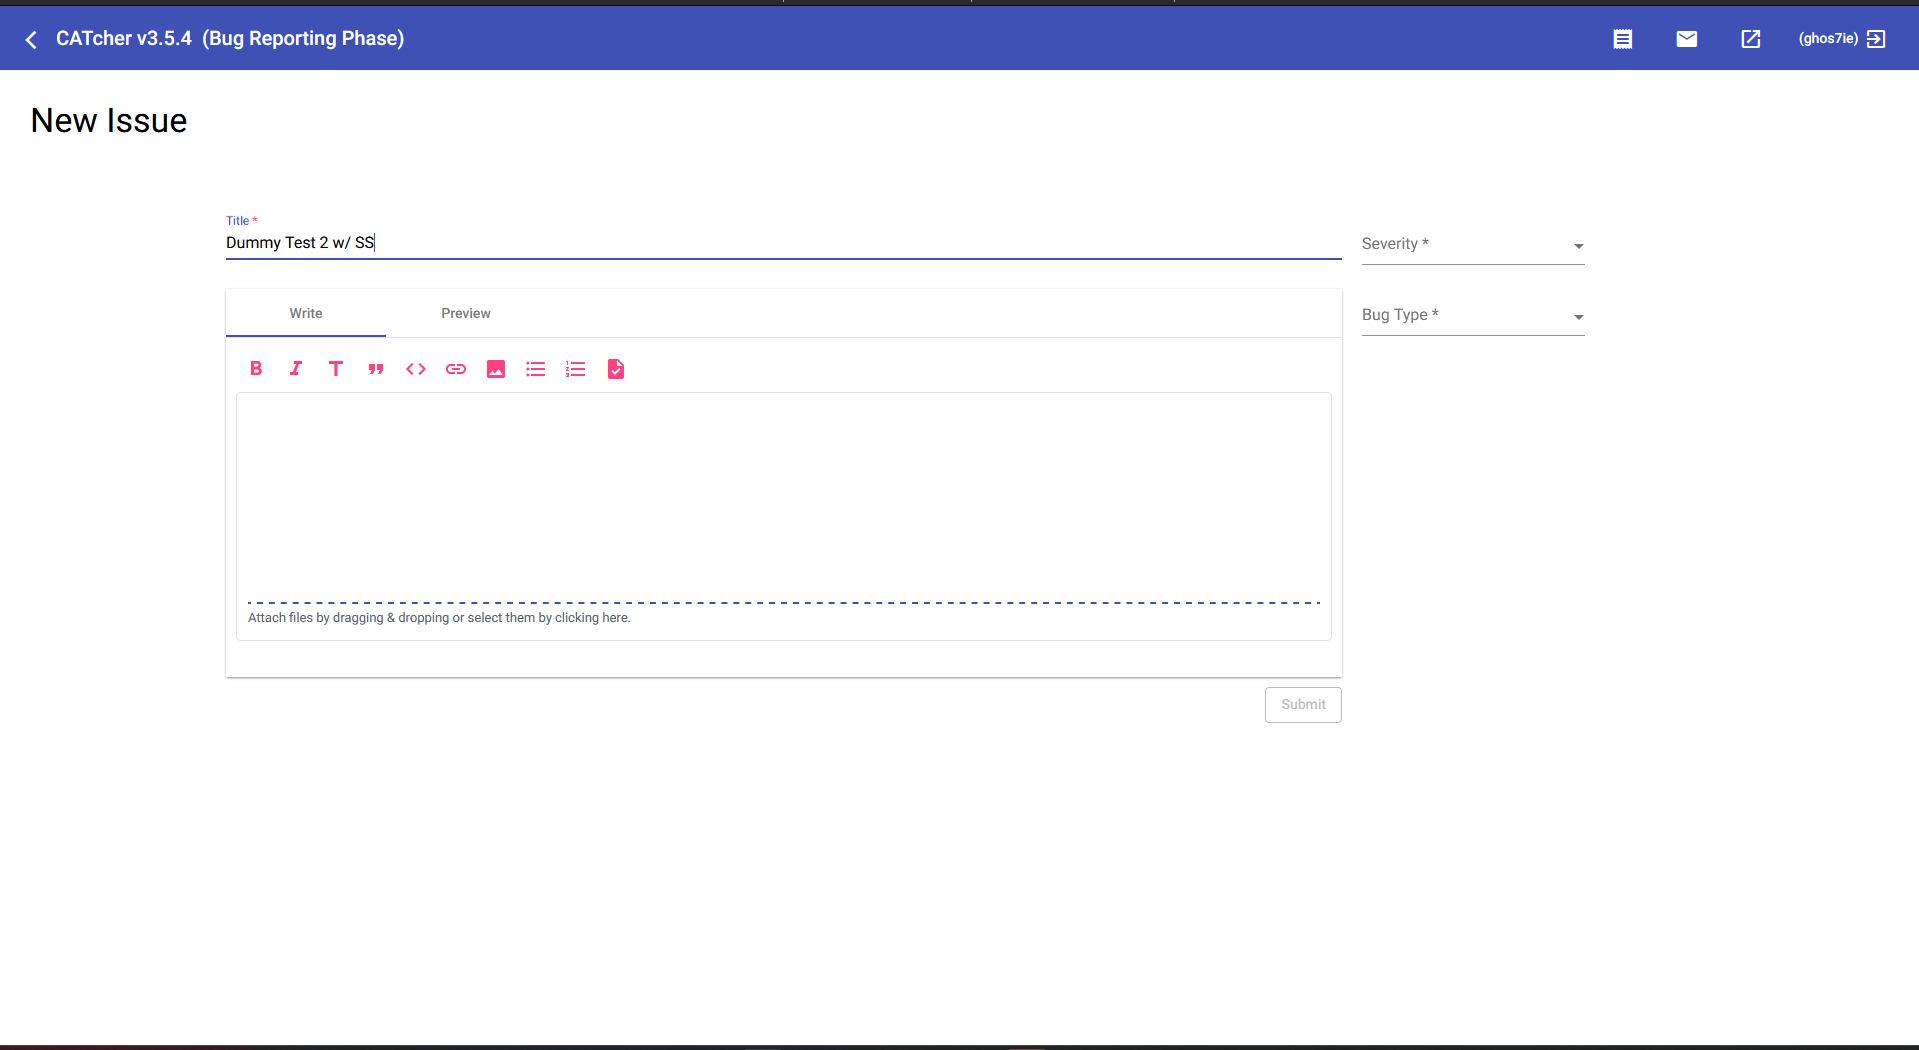 CATcher v3.5.4 (Bug Reporting Phase)
(ghos7ie)
New Issue
Title *
Dummy Test 2 w/ SS
Severity *
Write
Preview
Bug Type *
Attach files by dragging & dropping or select them by clicking here.
Submit